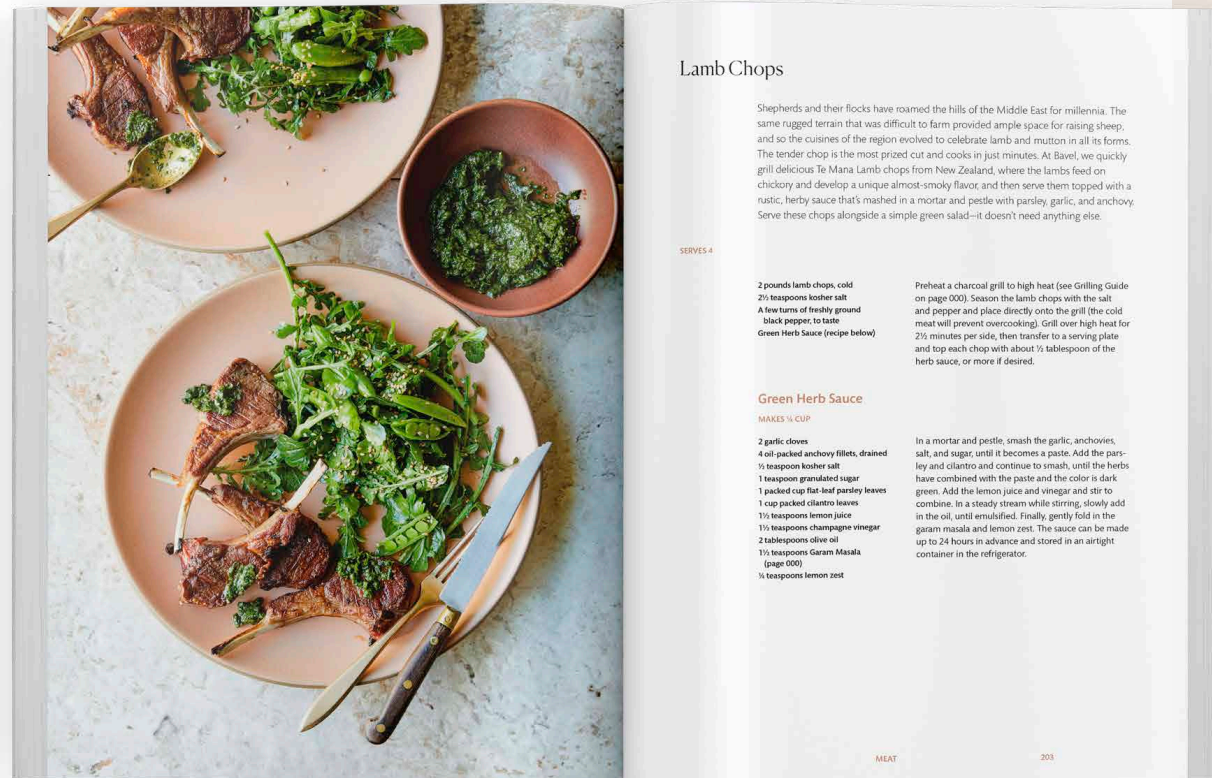 Lamb Chops
Shepherds and their flocks have roamed the hills of the Middle East for millennia. The
same rugged terrain that was difficult to farm provided ample space for raising sheep,
and so the cuisines of the region evolved to celebrate lamb and mutton in all its forms.
The tender chop is the most prized cut and cooks in just minutes. At Bavel, we quickly
grill delicious Te Mana Lamb chops from New Zealand, where the lambs feed on
chickory and develop a unique almost-smoky flavor, and then serve them topped with a
rustic, herby sauce that's mashed in a mortar and pestle with parsley, garlic, and anchovy.
Serve these chops alongside a simple green salad—it doesn't need anything else.
SERVES 4
2 pounds lamb chops, cold
2½ teaspoons kosher salt
A few turns of freshly ground
black pepper, to taste
Green Herb Sauce (recipe below)
Preheat a charcoal grill to high heat (see Grilling Guide
on page 000). Season the lamb chops with the salt
and pepper and place directly onto the grill (the cold
meat will prevent overcooking). Grill over high heat for
2½ minutes per side, then transfer to a serving plate
and top each chop with about ½ tablespoon of the
herb sauce, or more if desired.
Green Herb Sauce
MAKES CUP
2 garlic cloves
4 oil-packed anchovy fillets, drained
½ teaspoon kosher salt
1 teaspoon granulated sugar
1 packed cup flat-leaf parsley leaves
1 cup packed cilantro leaves
1½ teaspoons lemon juice
1½ teaspoons champagne vinegar
2 tablespoons olive oil
1½ teaspoons Garam Masala
(page 000)
teaspoons lemon zest
In a mortar and pestle, smash the garlic, anchovies,
salt, and sugar, until it becomes a paste. Add the pars-
ley and cilantro and continue to smash, until the herbs
have combined with the paste and the color is dark
green. Add the lemon juice and vinegar and stir to
combine. In a steady stream while stirring, slowly add
in the oil, until emulsified. Finally, gently fold in the
garam masala and lemon zest. The sauce can be made
up to 24 hours in advance and stored in an airtight
container in the refrigerator.
MEAT
203